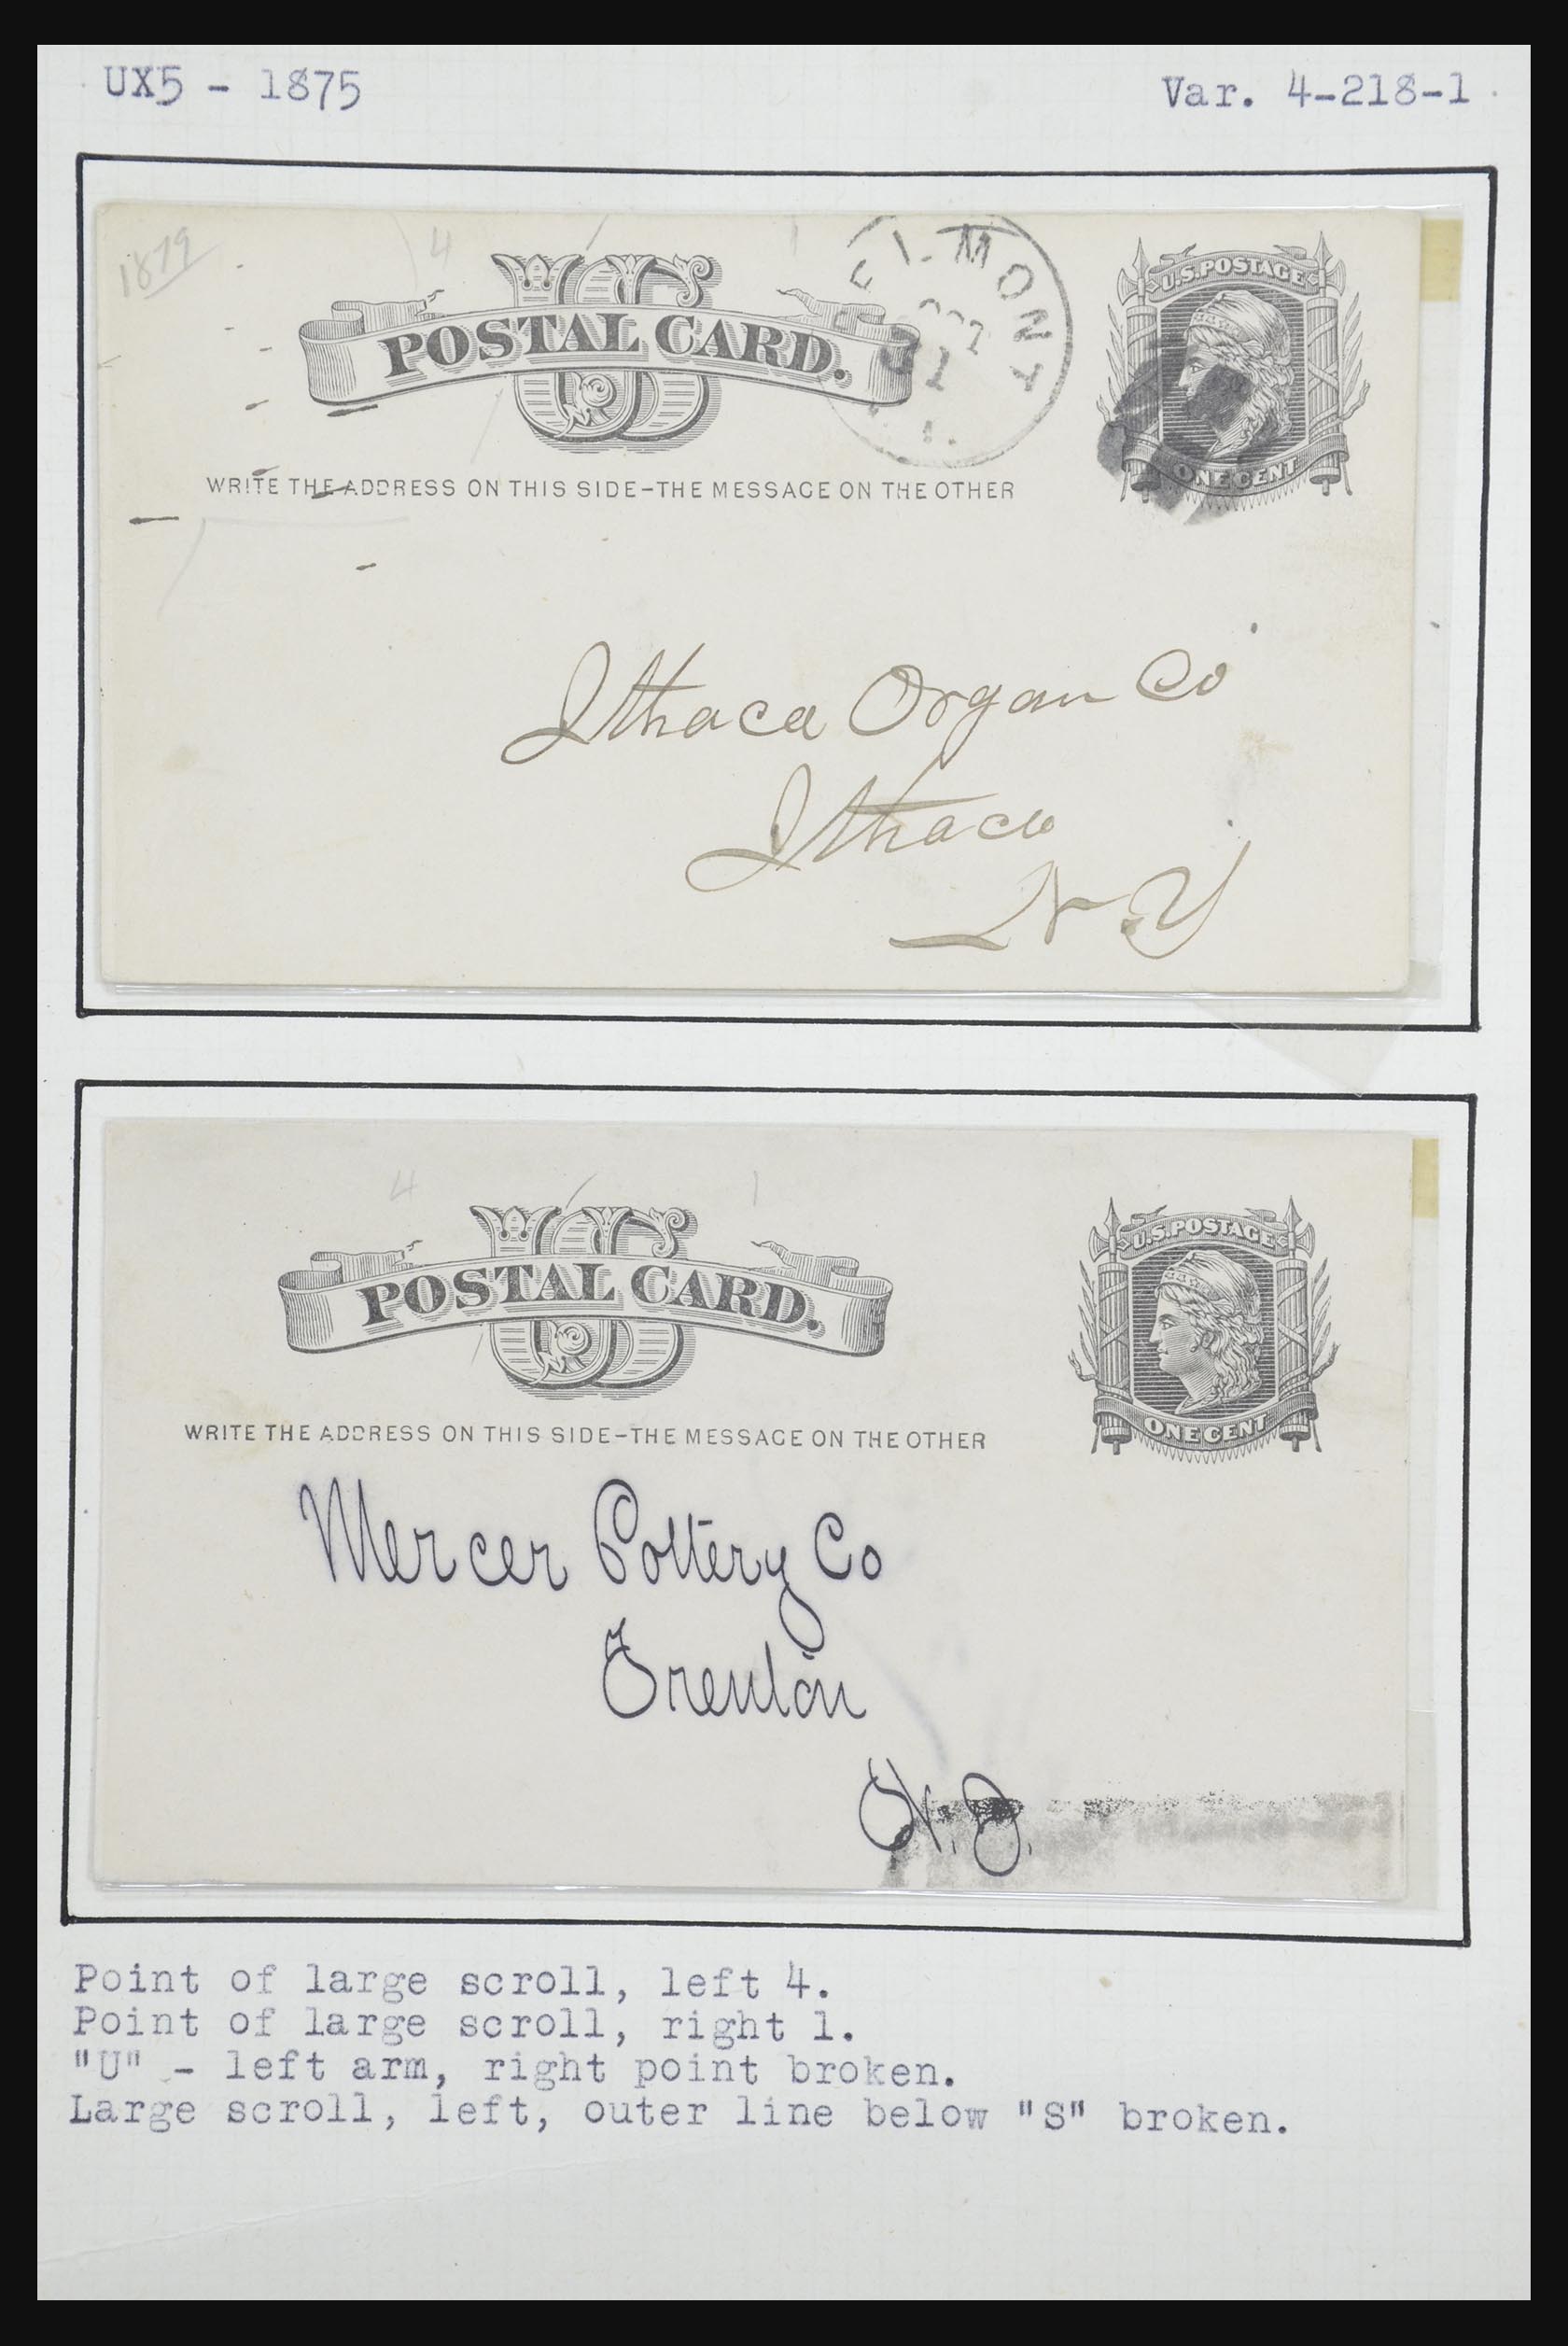 UX5 - 1875
Var. 4-218-1
1879
4 / 1
U.S. POSTAGE
US
POSTAL CARD.
ONE CENT
WRITE THE ADDRESS ON THIS SIDE-THE MESSAGE ON THE OTHER
Ithaca Organ Co
Ithaca
N.Y
4 / 1
U.S. POSTAGE
US
POSTAL CARD.
ONE CENT
WRITE THE ADDRESS ON THIS SIDE-THE MESSAGE ON THE OTHER
Mercer Pottery Co
Trenton
N.J.
Point of large scroll, left 4.
Point of large scroll, right 1.
"U" - left arm, right point broken.
Large scroll, left, outer line below "S" broken.